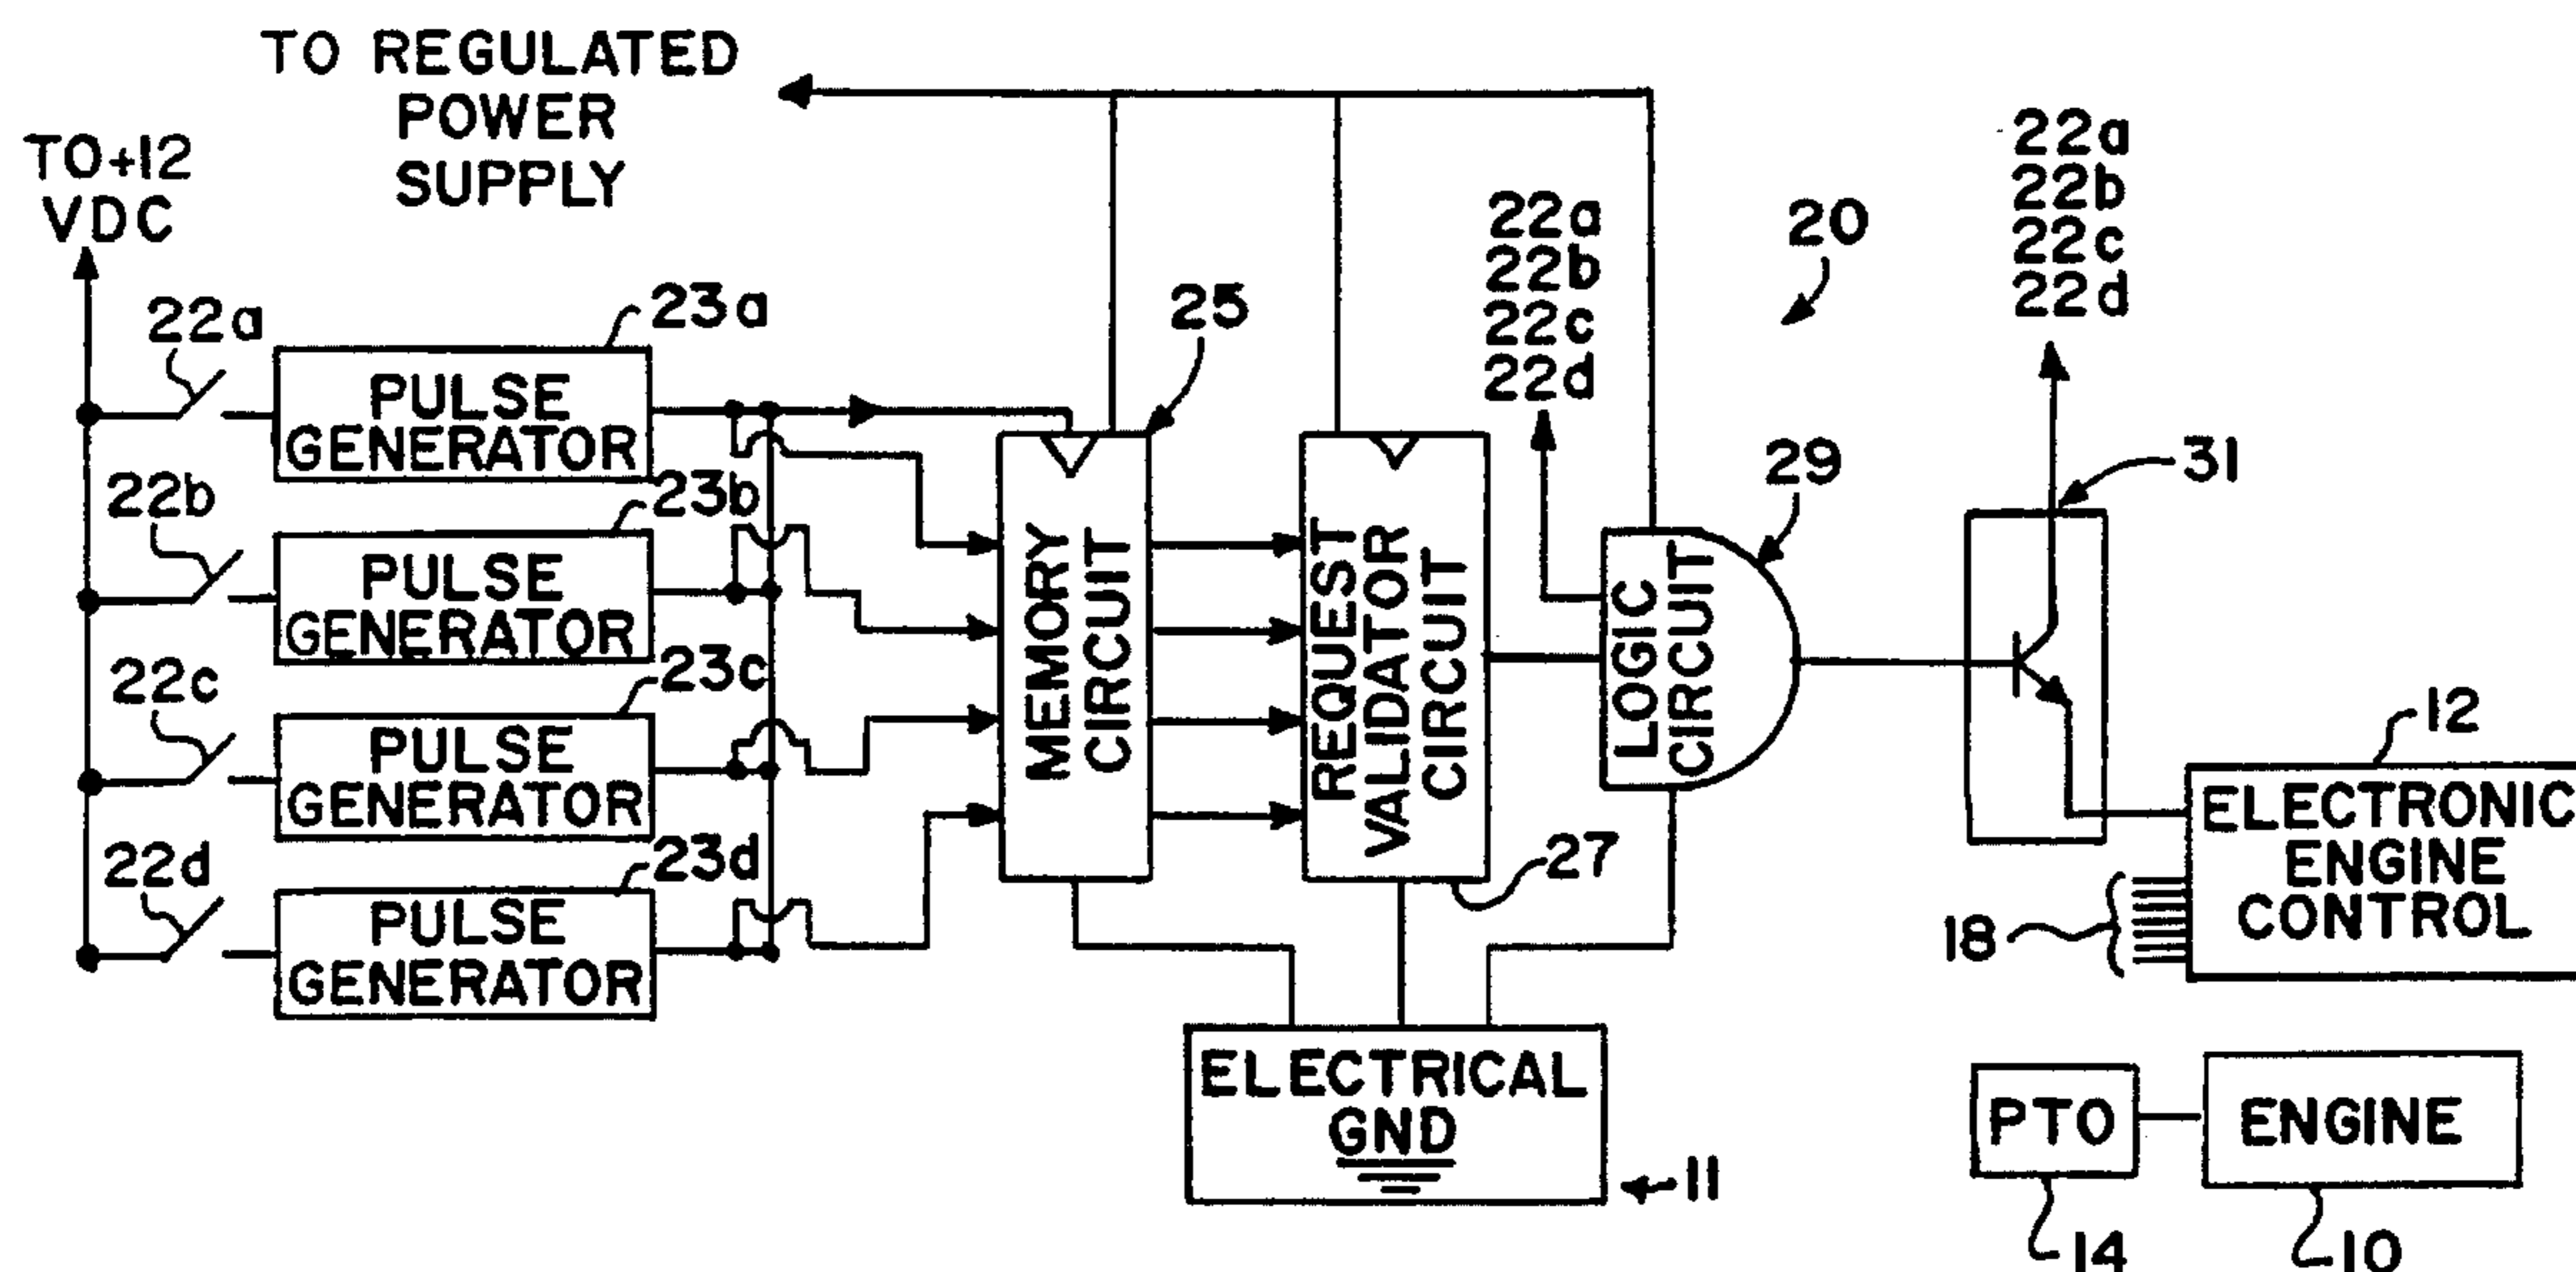 TO REGULATED
POWER
SUPPLY
TO+12
VDC
22a
22b
22c
22d
22a
22b
22c
22d
20
22a
23a
PULSE
GENERATOR
22b
23b
PULSE
GENERATOR
22c
23c
PULSE
GENERATOR
22d
23d
PULSE
GENERATOR
25
MEMORY
CIRCUIT
REQUEST
VALIDATOR
CIRCUIT
27
29
LOGIC
CIRCUIT
31
12
ELECTRONIC
ENGINE
CONTROL
18
ELECTRICAL
GND
11
PTO
14
ENGINE
10